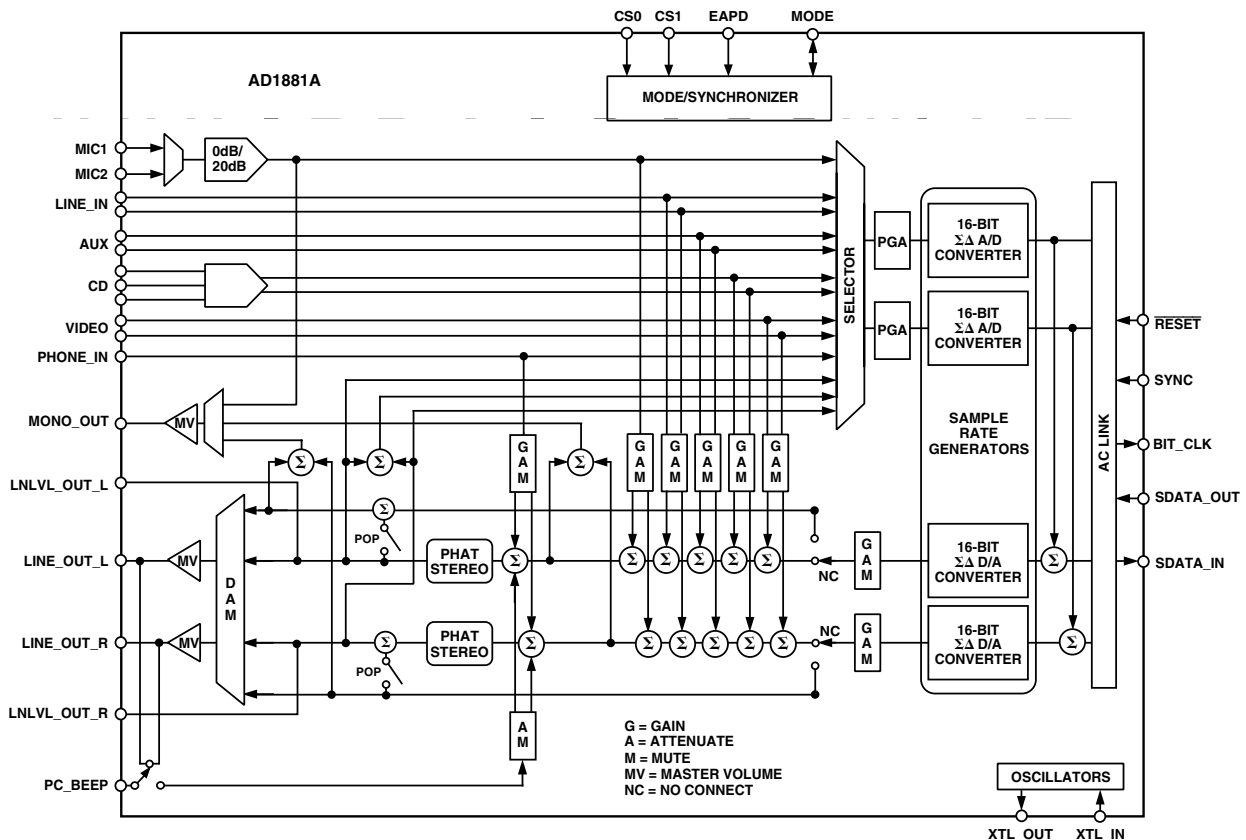 CS0 CS1 EAPD MODE
AD1881A
MODE/SYNCHRONIZER
MIC1
MIC2
0dB/
20dB
LINE_IN
AUX
CD
VIDEO
PHONE_IN
MONO_OUT
MV
LNLVL_OUT_L
LINE_OUT_L
MV
LINE_OUT_R
MV
LNLVL_OUT_R
PC_BEEP
D
A
M
Σ
Σ
Σ
POP
Σ
POP
PHAT
STEREO
PHAT
STEREO
G
A
M
Σ
G
A
M
G
A
M
G
A
M
G
A
M
G
A
M
Σ
Σ
Σ
Σ
Σ
Σ
Σ
Σ
Σ
Σ
Σ
Σ
Σ
A
M
NC
NC
G
A
M
G
A
M
SELECTOR
PGA
PGA
16-BIT
ΣΔ A/D
CONVERTER
16-BIT
ΣΔ A/D
CONVERTER
SAMPLE
RATE
GENERATORS
16-BIT
ΣΔ D/A
CONVERTER
16-BIT
ΣΔ D/A
CONVERTER
Σ
Σ
AC LINK
RESET
SYNC
BIT_CLK
SDATA_OUT
SDATA_IN
G = GAIN
A = ATTENUATE
M = MUTE
MV = MASTER VOLUME
NC = NO CONNECT
OSCILLATORS
XTL_OUT XTL_IN